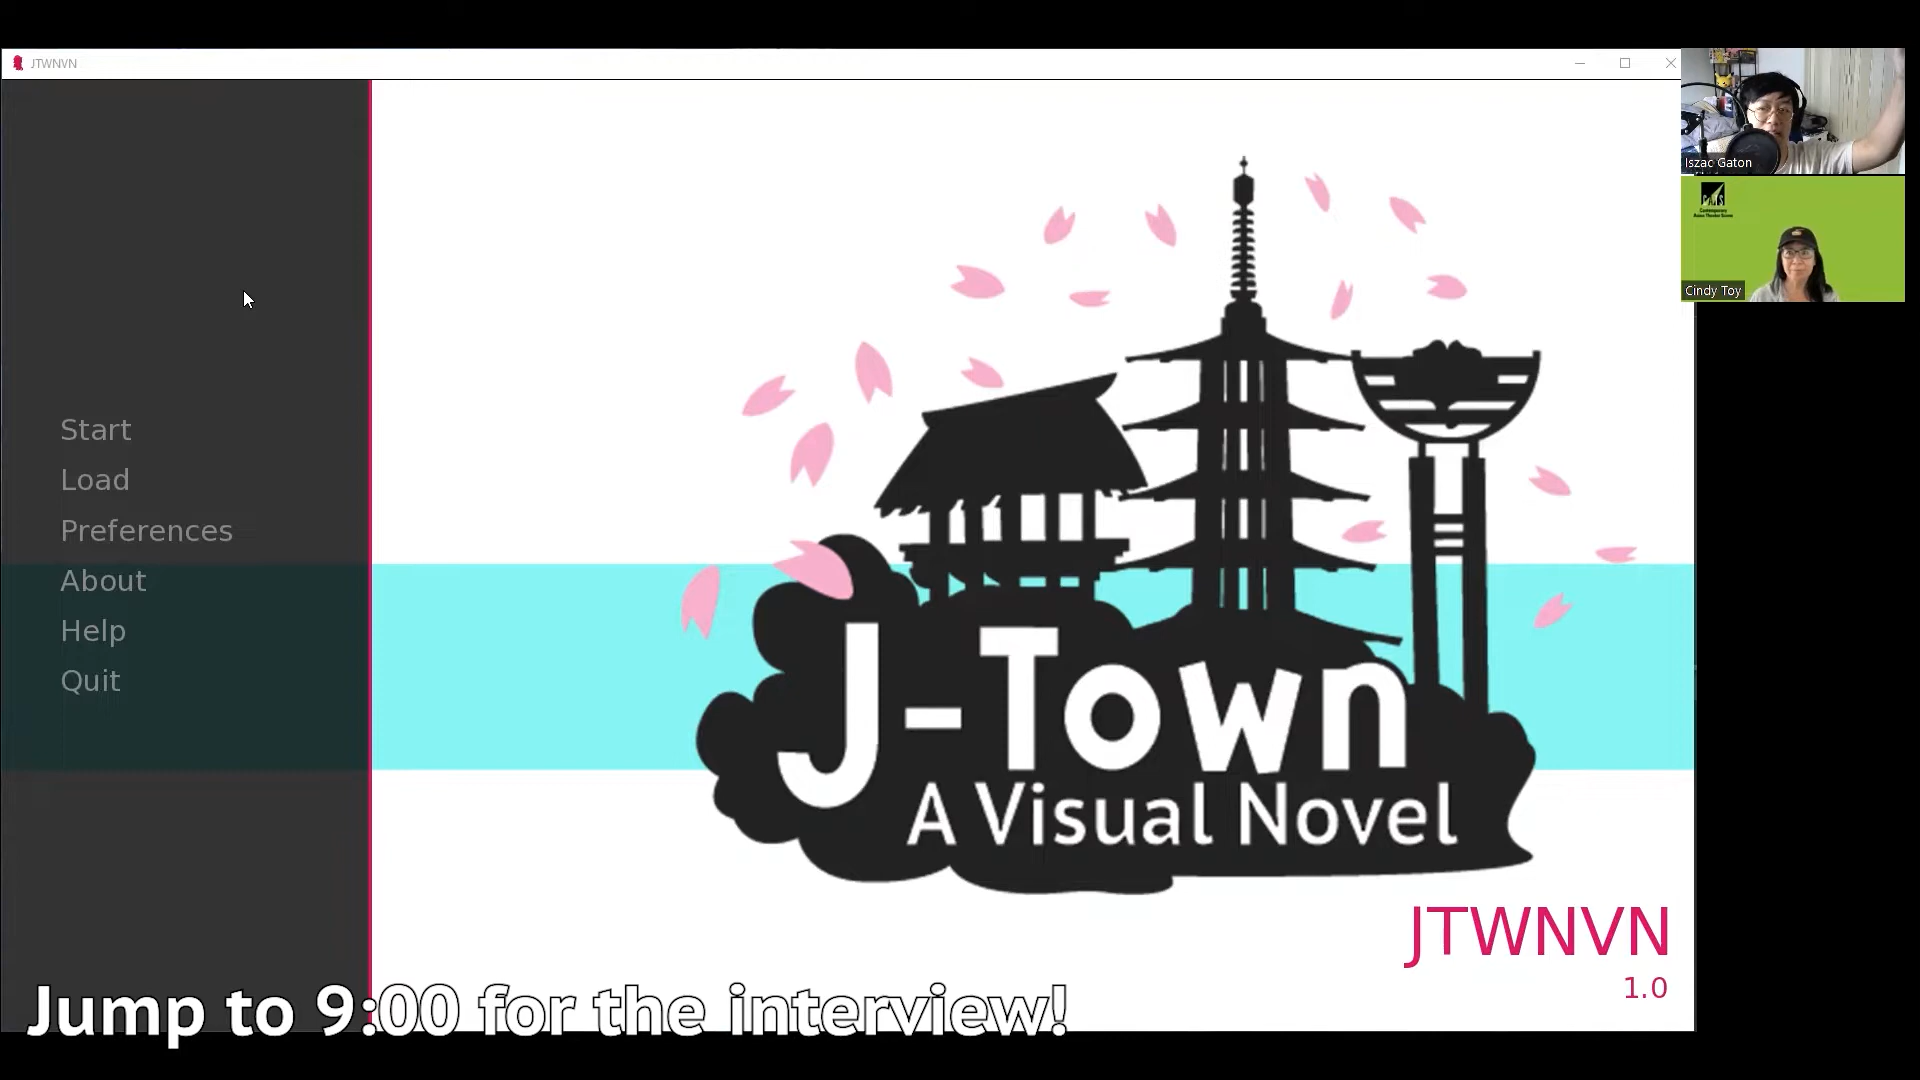 JTWNVN
Iszac Gaton
Cindy Toy
Start
Load
Preferences
About
Help
Quit
J-Town
A Visual Novel
JTWNVN
1.0
Jump to 9:00 for the interview!